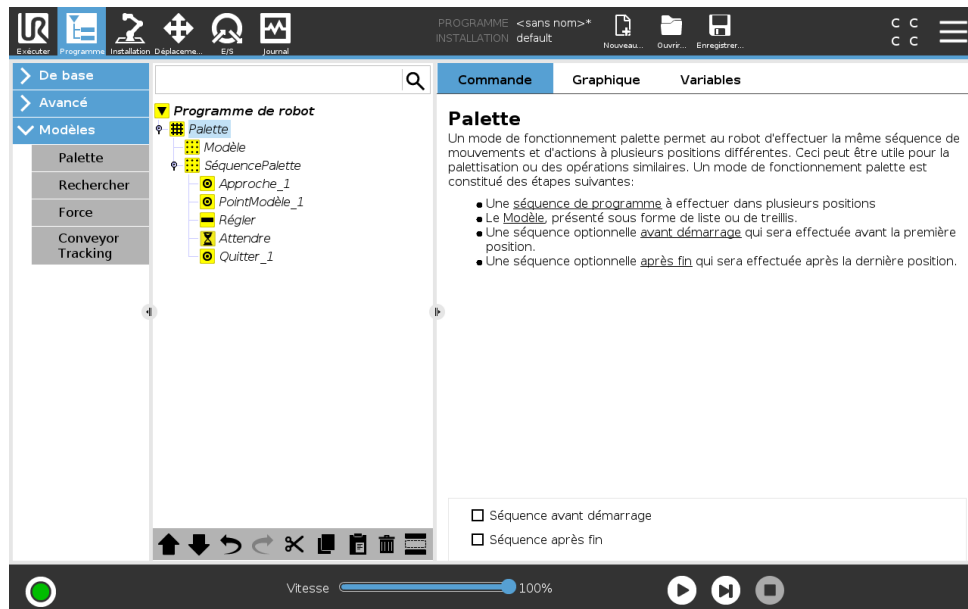 PROGRAMME <sans nom>*
INSTALLATION default
Exécuter
Programme
Installation
Déplaceme...
E/S
Journal
Nouveau...
Ouvrir...
Enregistrer...
C C
C C
De base
Avancé
Modèles
Palette
Rechercher
Force
Conveyor
Tracking
Programme de robot
Palette
Modèle
SéquencePalette
Approche_1
PointModèle_1
Régler
Attendre
Quitter_1
Commande
Graphique
Variables
Palette
Un mode de fonctionnement palette permet au robot d'effectuer la même séquence de
mouvements et d'actions à plusieurs positions différentes. Ceci peut être utile pour la
palettisation ou des opérations similaires. Un mode de fonctionnement palette est
constitué des étapes suivantes:
Une séquence de programme à effectuer dans plusieurs positions
Le Modèle, présenté sous forme de liste ou de treillis.
Une séquence optionnelle avant démarrage qui sera effectuée avant la première
position.
Une séquence optionnelle après fin qui sera effectuée après la dernière position.
Séquence avant démarrage
Séquence après fin
Vitesse
100%